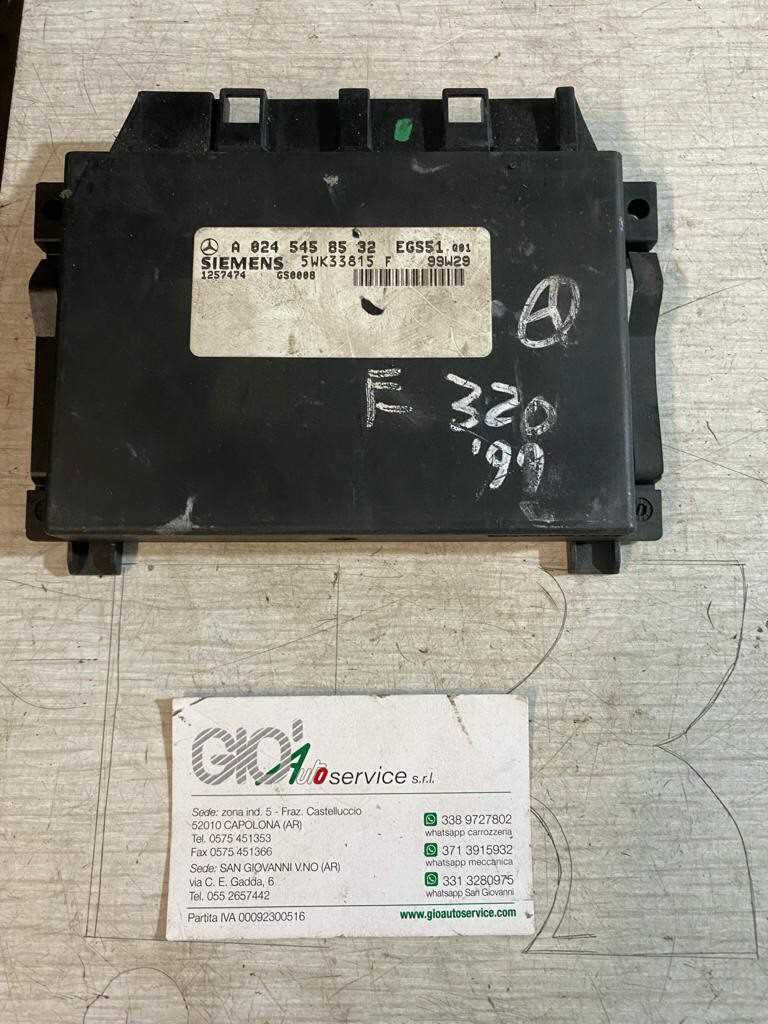 A 024 545 85 32 EGS51 Q01
SIEMENS 5WK33815 F 99W29
1257474 GS0008
F 320
'99
GIO' Autoservice s.r.l.
Sede: zona ind. 5 - Fraz. Castelluccio
52010 CAPOLONA (AR)
Tel. 0575 451353
Fax 0575 451366
Sede: SAN GIOVANNI V.NO (AR)
via C. E. Gadda, 6
Tel. 055 2657442
Partita IVA 00092300516
338 9727802
whatsapp carrozzeria
371 3915932
whatsapp meccanica
331 3280975
whatsapp San Giovanni
www.gioautoservice.com